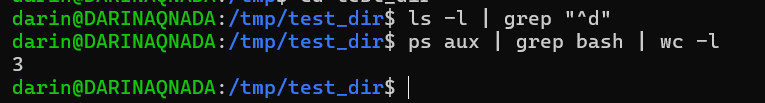 darin@DARINAQNADA:/tmp/test_dir$ ls -l | grep "^d"
darin@DARINAQNADA:/tmp/test_dir$ ps aux | grep bash | wc -l
3
darin@DARINAQNADA:/tmp/test_dir$